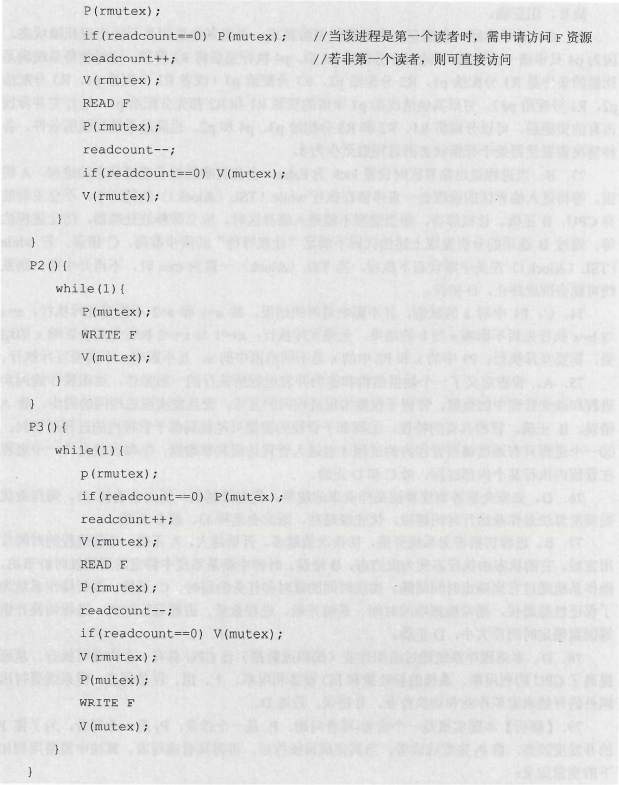 P(rmutex);
if(readcount==0) P(mutex); //当该进程是第一个读者时,需申请访问 F 资源
readcount++; //若非第一个读者,则可直接访问
V(rmutex);
READ F
P(rmutex);
readcount--;
if(readcount==0) V(mutex);
V(rmutex);
}
}
P2(){
while(1){
P(mutex);
WRITE F
V(mutex);
}
}
P3(){
while(1){
p(rmutex);
if(readcount==0) P(mutex);
readcount++;
V(rmutex);
READ F
P(rmutex);
readcount--;
if(readcount==0) V(mutex);
V(rmutex);
P(mutex);
WRITE F
V(mutex);
}
}